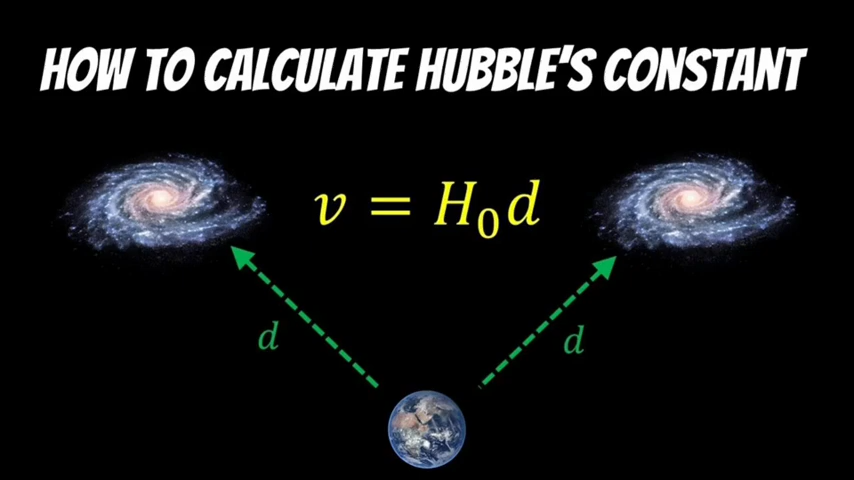 HOW TO CALCULATE HUBBLE'S CONSTANT
v = H₀d
d
d